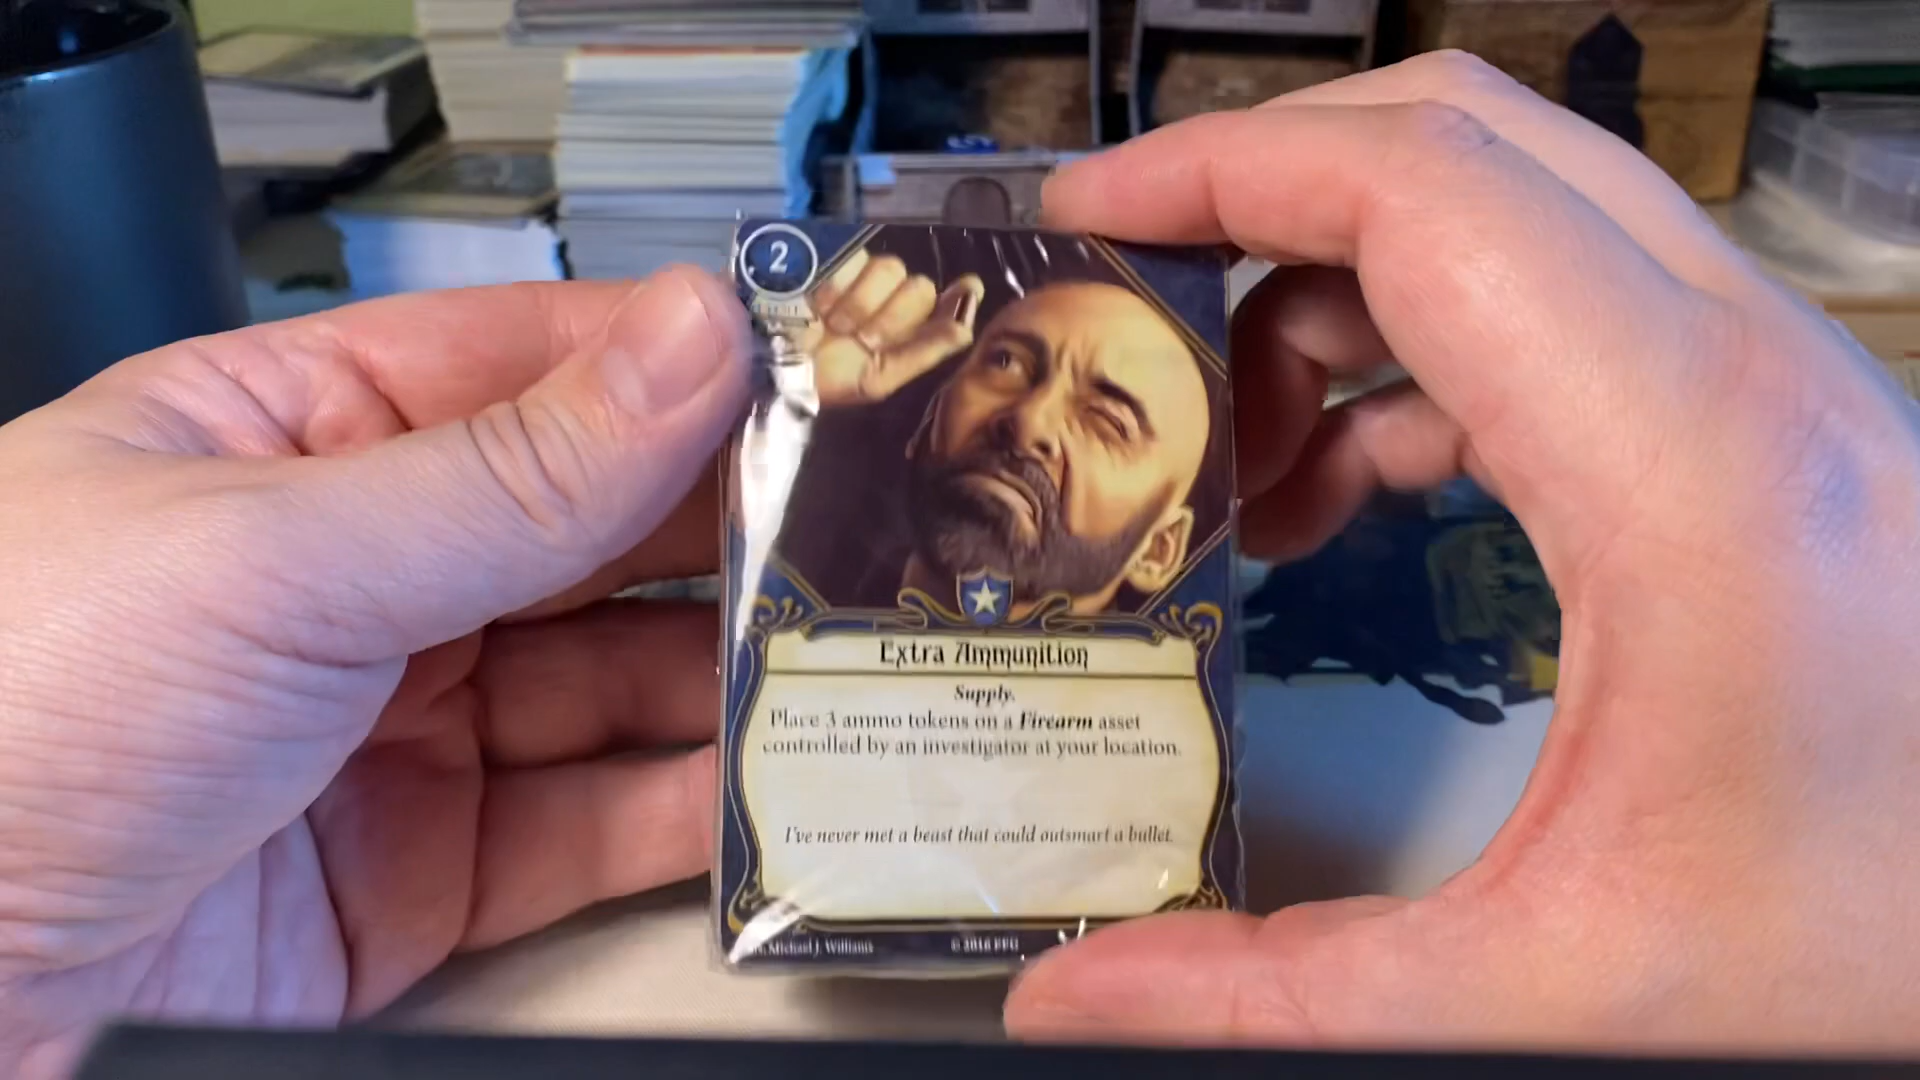 2
EVENT
Extra Ammunition
Supply.
Place 3 ammo tokens on a Firearm asset
controlled by an investigator at your location.
I've never met a beast that could outsmart a bullet.
Michael J. Williams
© 2016 FFG